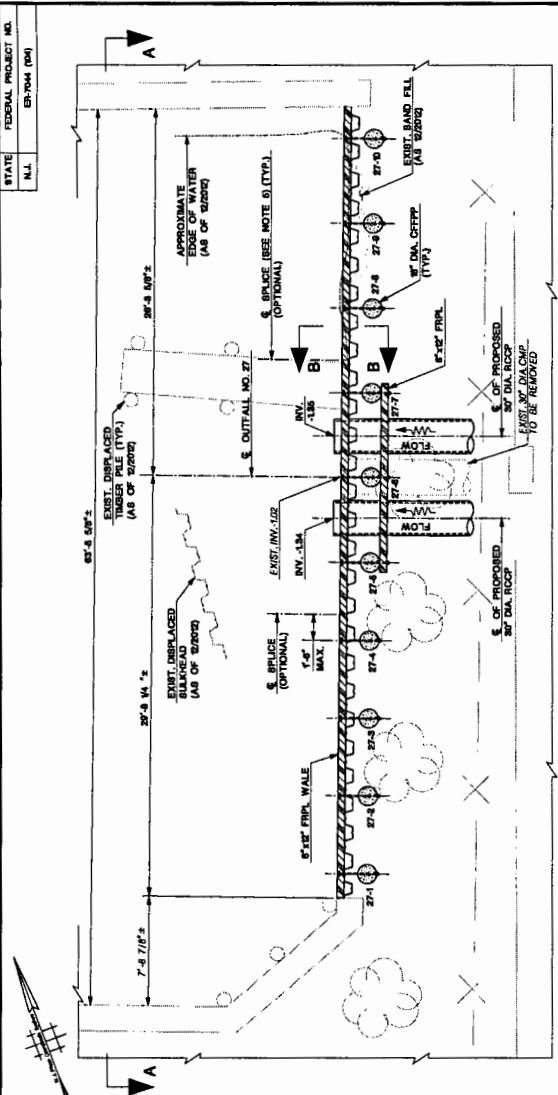 STATE
FEDERAL PROJECT NO.
N.J.
ER-7044 (104)
A
A
63'-8 5/8"±
7'-8 7/8"±
29'-8 1/4"±
26'-3 5/8"±
EXIST. DISPLACED
BULKHEAD
(AS OF 12/2012)
EXIST. DISPLACED
TIMBER PILE (TYP.)
(AS OF 12/2012)
APPROXIMATE
EDGE OF WATER
(AS OF 12/2012)
℄ OUTFALL NO. 27
℄ SPLICE (SEE NOTE 5) (TYP.)
(OPTIONAL)
℄ SPLICE
(OPTIONAL)
1'-6"
MAX.
8"x12" FRPL WALE
EXIST. INV. -1.02
INV. -1.34
INV. -1.35
B
B
27-1
27-2
27-3
27-4
27-5
27-6
27-7
27-8
27-9
27-10
FLOW
FLOW
16" DIA. CFFPP
(TYP.)
8"x12" FRPL
EXIST. SAND FILL
(AS 12/2012)
℄ OF PROPOSED
30" DIA. RCCP
℄ OF PROPOSED
30" DIA. RCCP
EXIST. 30" DIA. CMP
TO BE REMOVED